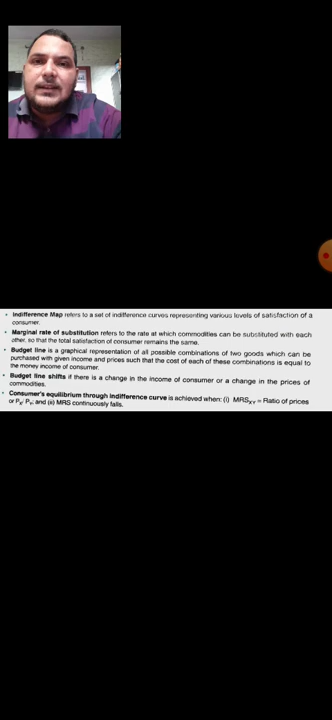 • Indifference Map refers to a set of indifference curves representing various levels of satisfaction of a
consumer.
• Marginal rate of substitution refers to the rate at which commodities can be substituted with each
other, so that the total satisfaction of consumer remains the same.
• Budget line is a graphical representation of all possible combinations of two goods which can be
purchased with given income and prices such that the cost of each of these combinations is equal to
the money income of consumer.
• Budget line shifts if there is a change in the income of consumer or a change in the prices of
commodities.
• Consumer's equilibrium through indifference curve is achieved when: (i) MRSXY = Ratio of prices
or PX/ PY, and (ii) MRS continuously falls.